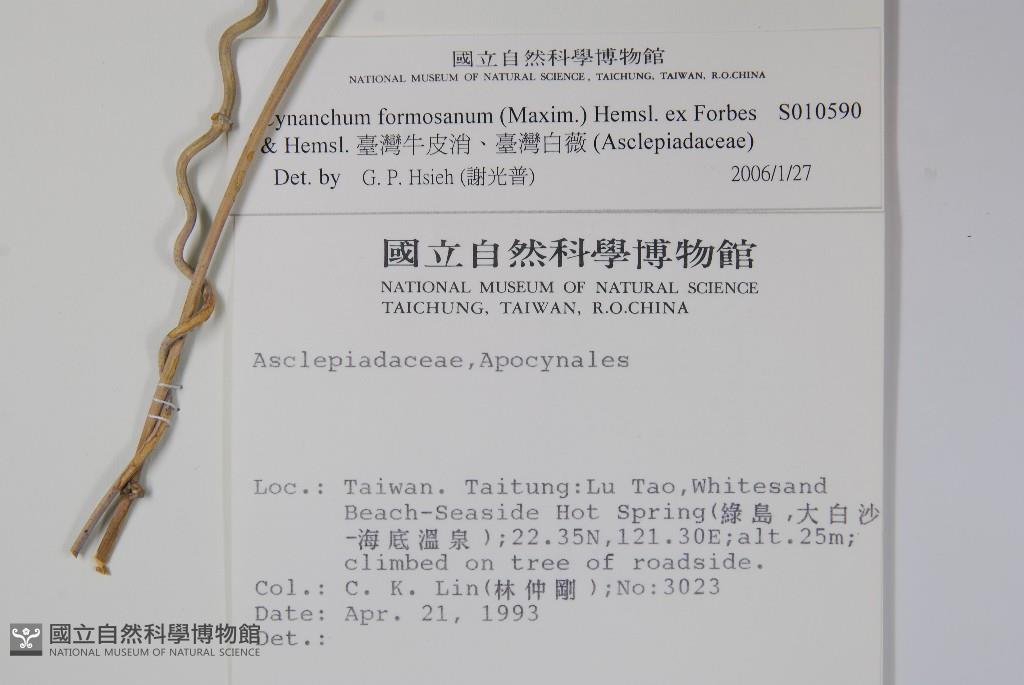 國立自然科學博物館
NATIONAL MUSEUM OF NATURAL SCIENCE, TAICHUNG, TAIWAN, R.O.CHINA
ynanchum formosanum (Maxim.) Hemsl. ex Forbes S010590
& Hemsl. 臺灣牛皮消、臺灣白薇 (Asclepiadaceae)
Det. by G. P. Hsieh (謝光普) 2006/1/27
國立自然科學博物館
NATIONAL MUSEUM OF NATURAL SCIENCE
TAICHUNG, TAIWAN, R.O.CHINA
Asclepiadaceae,Apocynales
Loc.: Taiwan. Taitung:Lu Tao,Whitesand
Beach-Seaside Hot Spring(綠島,大白沙
-海底溫泉);22.35N,121.30E;alt.25m;
climbed on tree of roadside.
Col.: C. K. Lin(林仲剛);No:3023
Date: Apr. 21, 1993
Det.:
國立自然科學博物館
NATIONAL MUSEUM OF NATURAL SCIENCE